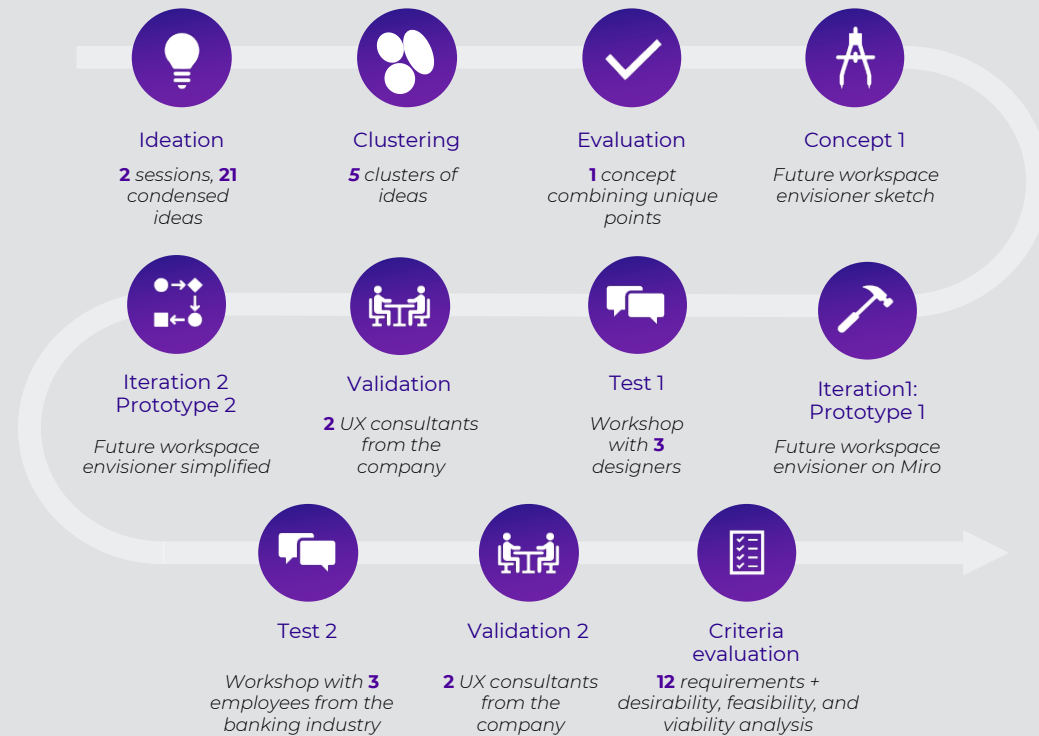 Ideation
2 sessions, 21
condensed
ideas
Clustering
5 clusters of
ideas
Evaluation
1 concept
combining unique
points
Concept 1
Future workspace
envisioner sketch
Iteration1:
Prototype 1
Future workspace
envisioner on Miro
Test 1
Workshop
with 3
designers
Validation
2 UX consultants
from the
company
Iteration 2
Prototype 2
Future workspace
envisioner simplified
Test 2
Workshop with 3
employees from the
banking industry
Validation 2
2 UX consultants
from the
company
Criteria
evaluation
12 requirements +
desirability, feasibility, and
viability analysis